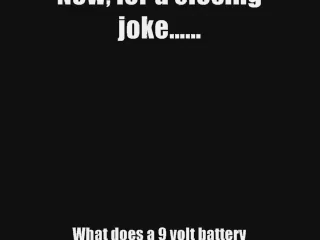 Now, for a closing
joke......
What does a 9 volt battery